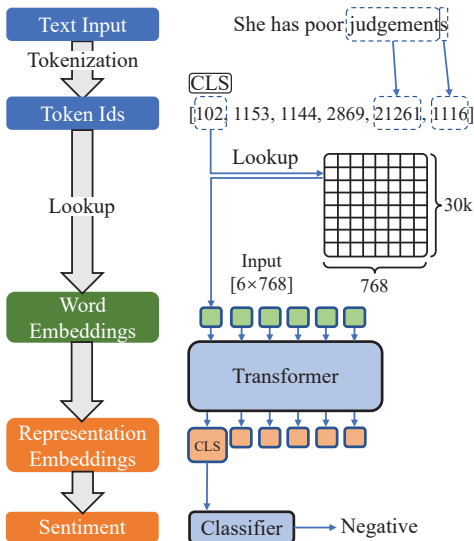 Text Input
She has poor judgements
Tokenization
CLS
Token Ids
[102, 1153, 1144, 2869, 21261, 1116]
Lookup
Lookup
30k
768
Input
[6×768]
Word
Embeddings
Transformer
Representation
Embeddings
CLS
Sentiment
Classifier
Negative